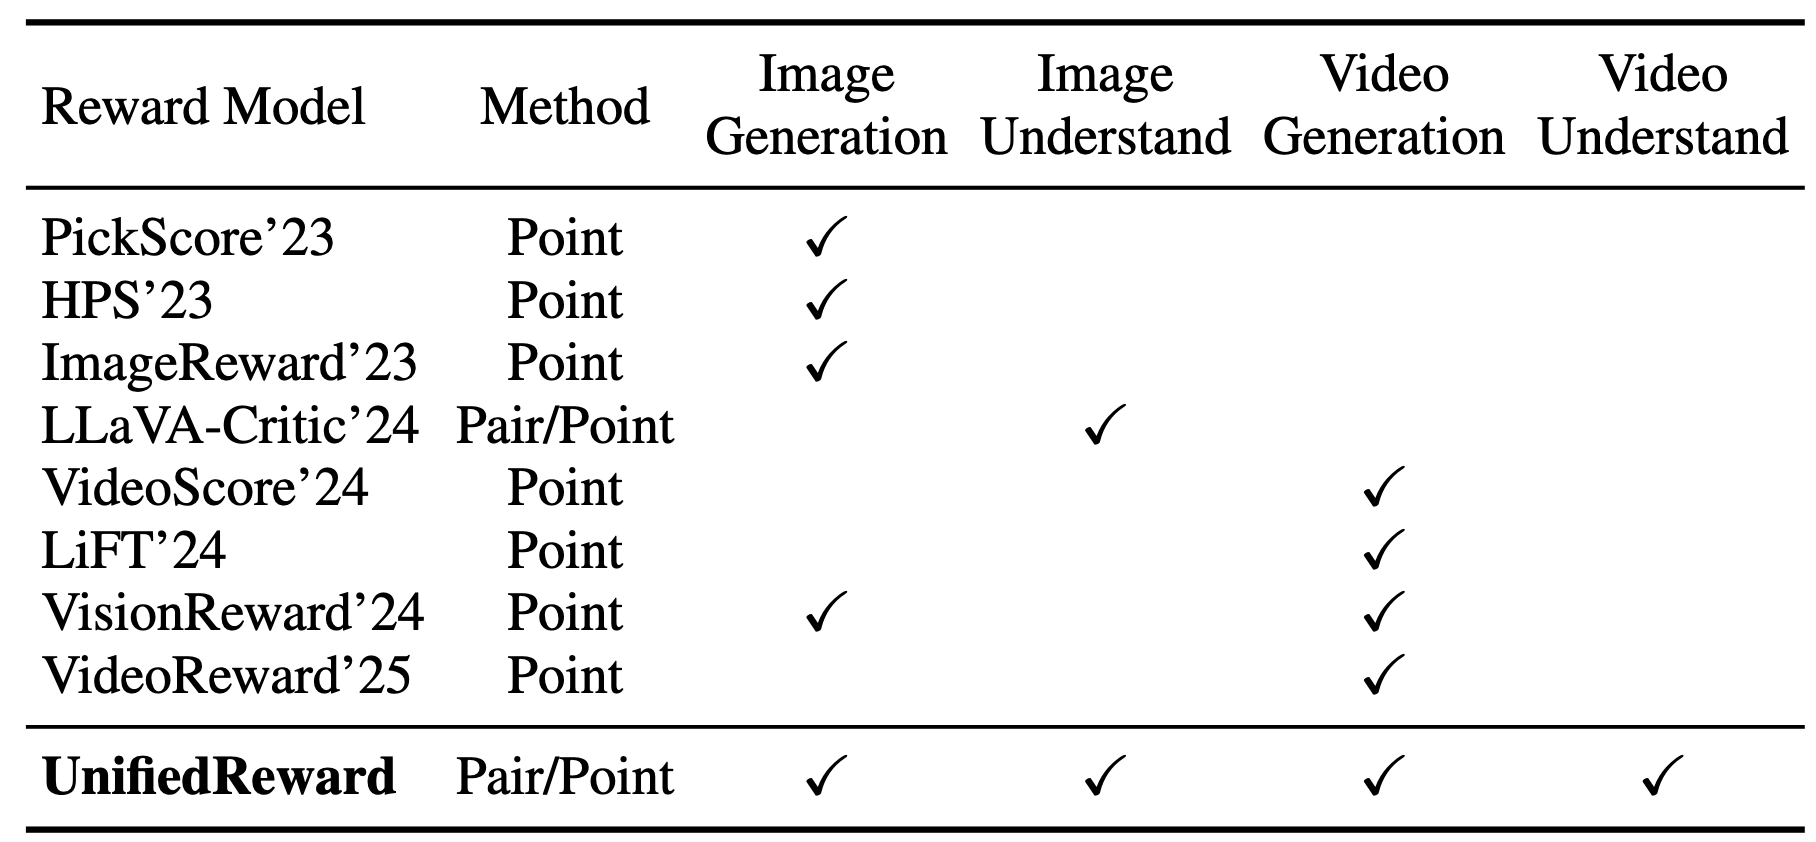 Reward Model Method Image Generation Image Understand Video Generation Video Understand
PickScore’23 Point ✓
HPS’23 Point ✓
ImageReward’23 Point ✓
LLaVA-Critic’24 Pair/Point ✓
VideoScore’24 Point ✓
LiFT’24 Point ✓
VisionReward’24 Point ✓ ✓
VideoReward’25 Point ✓
UnifiedReward Pair/Point ✓ ✓ ✓ ✓